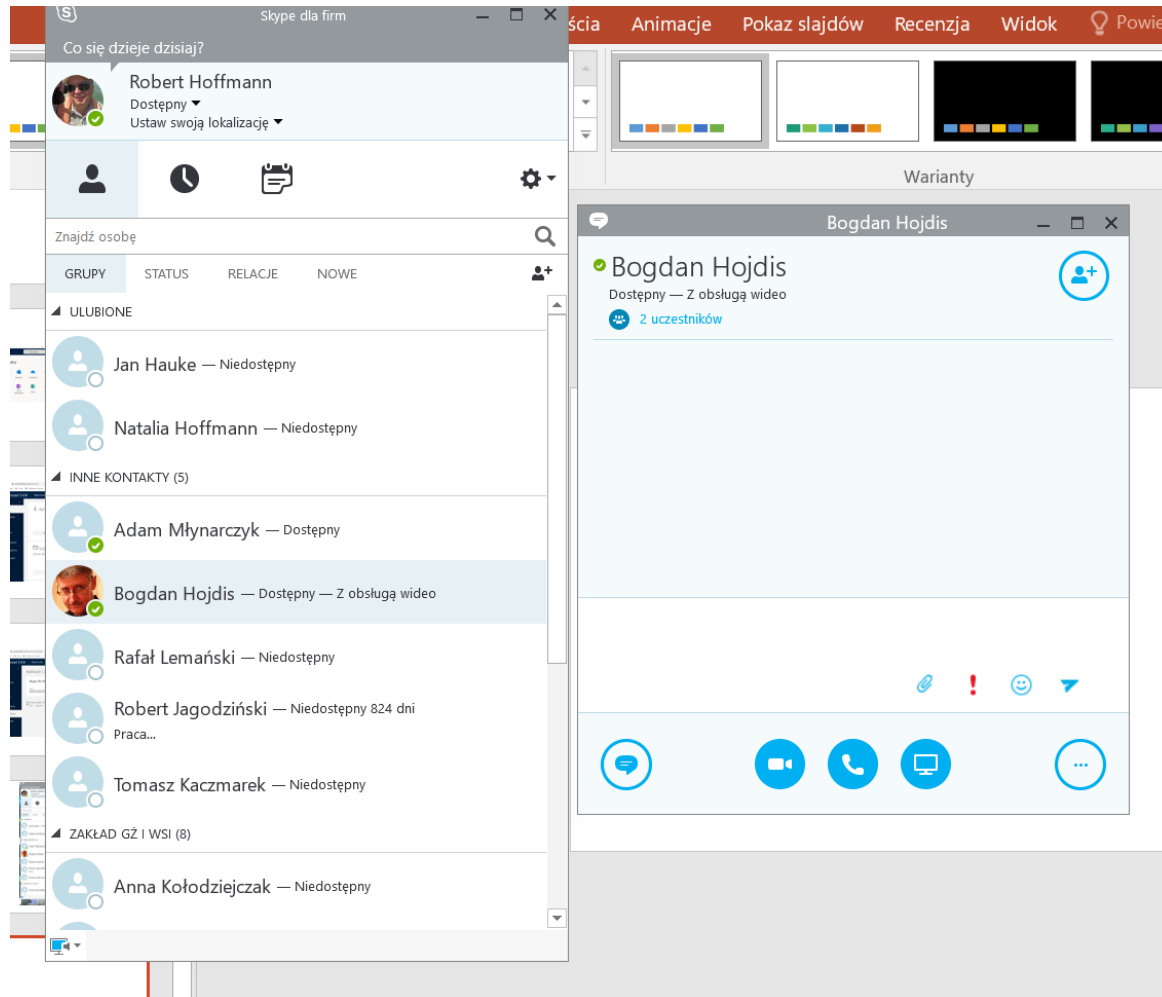 Skype dla firm
Co się dzieje dzisiaj?
Robert Hoffmann
Dostępny
Ustaw swoją lokalizację
Znajdź osobę
GRUPY STATUS RELACJE NOWE
ULUBIONE
Jan Hauke — Niedostępny
Natalia Hoffmann — Niedostępny
INNE KONTAKTY (5)
Adam Młynarczyk — Dostępny
Bogdan Hojdis — Dostępny — Z obsługą wideo
Rafał Lemański — Niedostępny
Robert Jagodziński — Niedostępny 824 dni
Praca...
Tomasz Kaczmarek — Niedostępny
ZAKŁAD GŻ I WSI (8)
Anna Kołodziejczak — Niedostępny
ścia Animacje Pokaz slajdów Recenzja Widok Powie
Warianty
Bogdan Hojdis
Bogdan Hojdis
Dostępny — Z obsługą wideo
2 uczestników